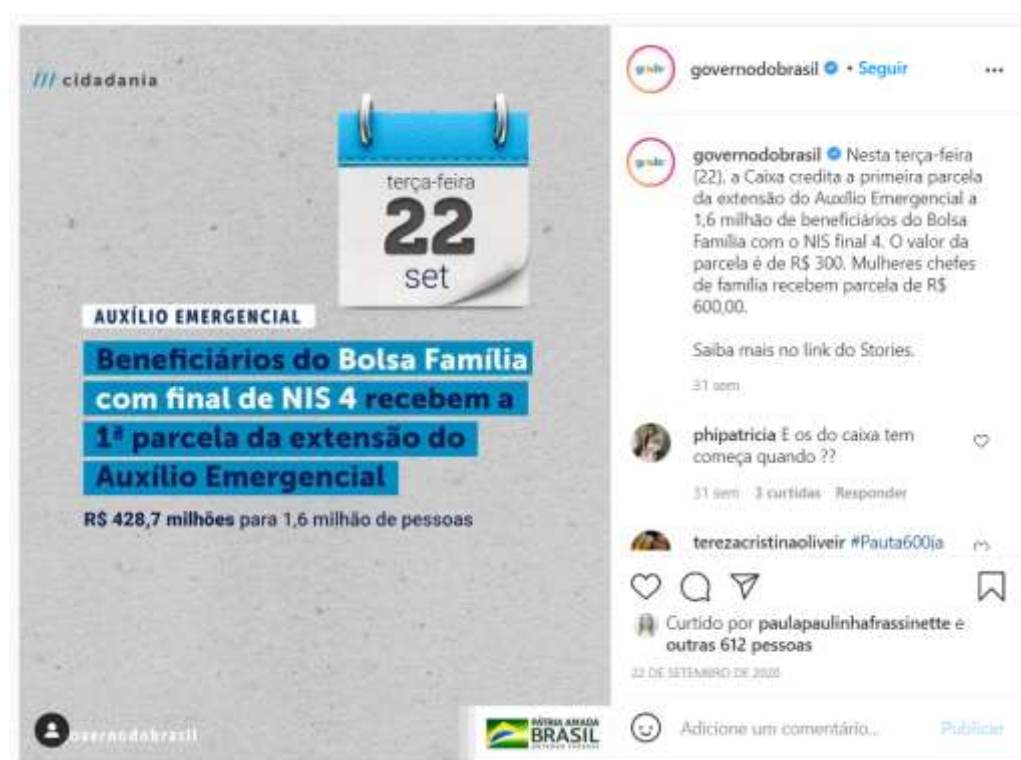 /// cidadania
terça-feira
22
set
AUXÍLIO EMERGENCIAL
Beneficiários do Bolsa Família
com final de NIS 4 recebem a
1ª parcela da extensão do
Auxílio Emergencial
R$ 428,7 milhões para 1,6 milhão de pessoas
governodobrasil
PÁTRIA AMADA
BRASIL
governodobrasil • Seguir
governodobrasil Nesta terça-feira
(22), a Caixa credita a primeira parcela
da extensão do Auxílio Emergencial a
1,6 milhão de beneficiários do Bolsa
Família com o NIS final 4. O valor da
parcela é de R$ 300. Mulheres chefes
de família recebem parcela de R$
600,00.
Saiba mais no link do Stories.
31 sem
phipatricia E os do caixa tem
começa quando ??
31 sem 3 curtidas Responder
terezacristinaoliveir #Pauta600ja
Curtido por paulapaulinhafrassinette e
outras 612 pessoas
22 DE SETEMBRO DE 2020
Adicione um comentário... Publicar